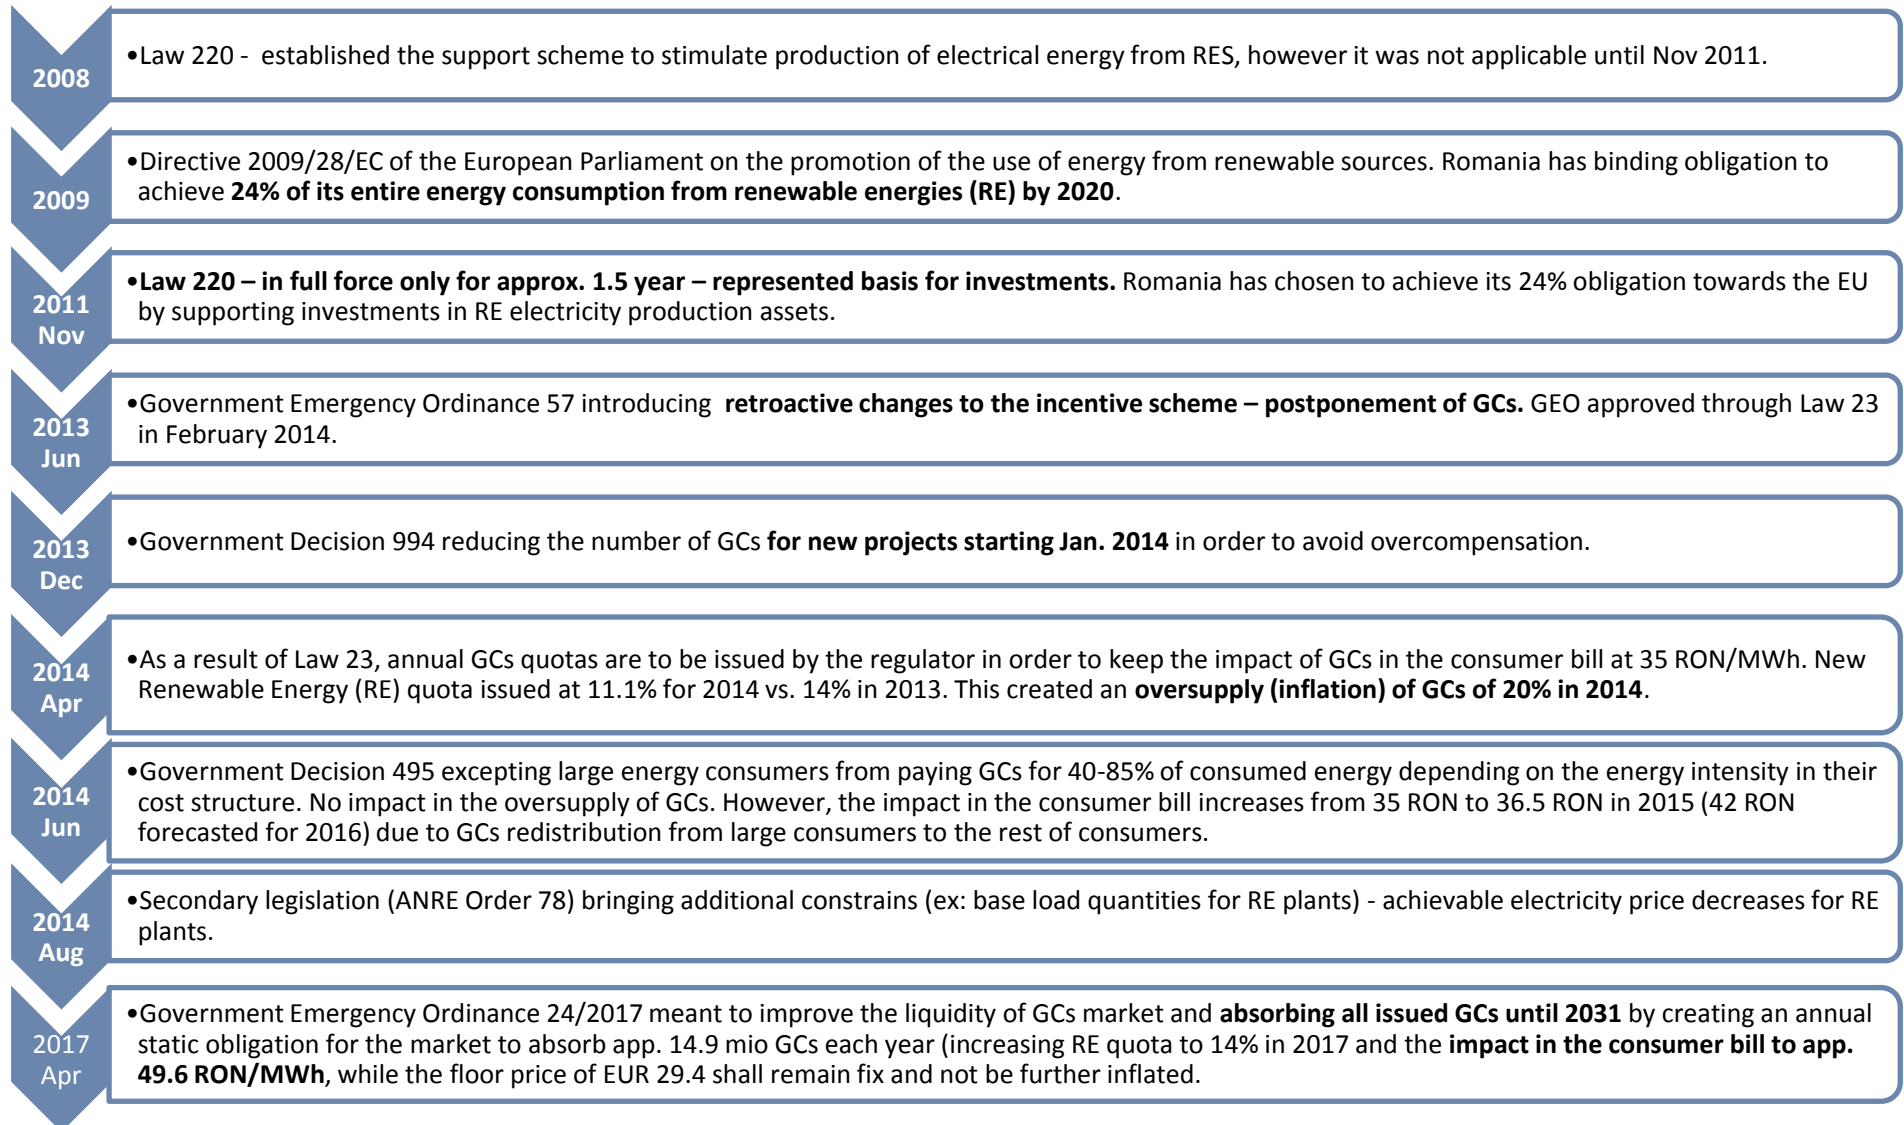 2008
•Law 220 - established the support scheme to stimulate production of electrical energy from RES, however it was not applicable until Nov 2011.
2009
•Directive 2009/28/EC of the European Parliament on the promotion of the use of energy from renewable sources. Romania has binding obligation to
achieve 24% of its entire energy consumption from renewable energies (RE) by 2020.
2011
Nov
•Law 220 – in full force only for approx. 1.5 year – represented basis for investments. Romania has chosen to achieve its 24% obligation towards the EU
by supporting investments in RE electricity production assets.
2013
Jun
•Government Emergency Ordinance 57 introducing retroactive changes to the incentive scheme – postponement of GCs. GEO approved through Law 23
in February 2014.
2013
Dec
•Government Decision 994 reducing the number of GCs for new projects starting Jan. 2014 in order to avoid overcompensation.
2014
Apr
•As a result of Law 23, annual GCs quotas are to be issued by the regulator in order to keep the impact of GCs in the consumer bill at 35 RON/MWh. New
Renewable Energy (RE) quota issued at 11.1% for 2014 vs. 14% in 2013. This created an oversupply (inflation) of GCs of 20% in 2014.
2014
Jun
•Government Decision 495 excepting large energy consumers from paying GCs for 40-85% of consumed energy depending on the energy intensity in their
cost structure. No impact in the oversupply of GCs. However, the impact in the consumer bill increases from 35 RON to 36.5 RON in 2015 (42 RON
forecasted for 2016) due to GCs redistribution from large consumers to the rest of consumers.
2014
Aug
•Secondary legislation (ANRE Order 78) bringing additional constrains (ex: base load quantities for RE plants) - achievable electricity price decreases for RE
plants.
2017
Apr
•Government Emergency Ordinance 24/2017 meant to improve the liquidity of GCs market and absorbing all issued GCs until 2031 by creating an annual
static obligation for the market to absorb app. 14.9 mio GCs each year (increasing RE quota to 14% in 2017 and the impact in the consumer bill to app.
49.6 RON/MWh, while the floor price of EUR 29.4 shall remain fix and not be further inflated.